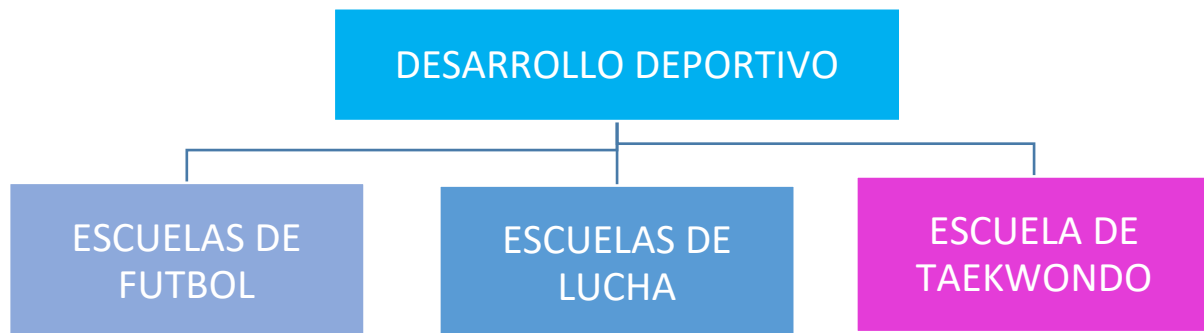 DESARROLLO DEPORTIVO
ESCUELAS DE
FUTBOL
ESCUELAS DE
LUCHA
ESCUELA DE
TAEKWONDO